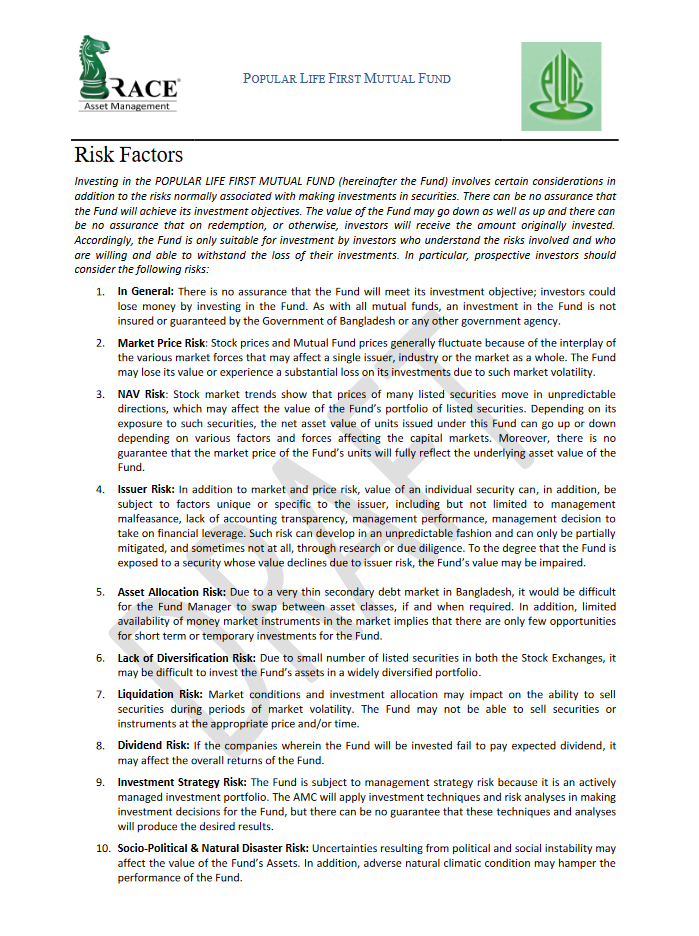 RACE®
Asset Management
POPULAR LIFE FIRST MUTUAL FUND
Risk Factors
Investing in the POPULAR LIFE FIRST MUTUAL FUND (hereinafter the Fund) involves certain considerations in
addition to the risks normally associated with making investments in securities. There can be no assurance that
the Fund will achieve its investment objectives. The value of the Fund may go down as well as up and there can
be no assurance that on redemption, or otherwise, investors will receive the amount originally invested.
Accordingly, the Fund is only suitable for investment by investors who understand the risks involved and who
are willing and able to withstand the loss of their investments. In particular, prospective investors should
consider the following risks:
1. In General: There is no assurance that the Fund will meet its investment objective; investors could
lose money by investing in the Fund. As with all mutual funds, an investment in the Fund is not
insured or guaranteed by the Government of Bangladesh or any other government agency.
2. Market Price Risk: Stock prices and Mutual Fund prices generally fluctuate because of the interplay of
the various market forces that may affect a single issuer, industry or the market as a whole. The Fund
may lose its value or experience a substantial loss on its investments due to such market volatility.
3. NAV Risk: Stock market trends show that prices of many listed securities move in unpredictable
directions, which may affect the value of the Fund's portfolio of listed securities. Depending on its
exposure to such securities, the net asset value of units issued under this Fund can go up or down
depending on various factors and forces affecting the capital markets. Moreover, there is no
guarantee that the market price of the Fund's units will fully reflect the underlying asset value of the
Fund.
4. Issuer Risk: In addition to market and price risk, value of an individual security can, in addition, be
subject to factors unique or specific to the issuer, including but not limited to management
malfeasance, lack of accounting transparency, management performance, management decision to
take on financial leverage. Such risk can develop in an unpredictable fashion and can only be partially
mitigated, and sometimes not at all, through research or due diligence. To the degree that the Fund is
exposed to a security whose value declines due to issuer risk, the Fund's value may be impaired.
5. Asset Allocation Risk: Due to a very thin secondary debt market in Bangladesh, it would be difficult
for the Fund Manager to swap between asset classes, if and when required. In addition, limited
availability of money market instruments in the market implies that there are only few opportunities
for short term or temporary investments for the Fund.
6. Lack of Diversification Risk: Due to small number of listed securities in both the Stock Exchanges, it
may be difficult to invest the Fund's assets in a widely diversified portfolio.
7. Liquidation Risk: Market conditions and investment allocation may impact on the ability to sell
securities during periods of market volatility. The Fund may not be able to sell securities or
instruments at the appropriate price and/or time.
8. Dividend Risk: If the companies wherein the Fund will be invested fail to pay expected dividend, it
may affect the overall returns of the Fund.
9. Investment Strategy Risk: The Fund is subject to management strategy risk because it is an actively
managed investment portfolio. The AMC will apply investment techniques and risk analyses in making
investment decisions for the Fund, but there can be no guarantee that these techniques and analyses
will produce the desired results.
10. Socio-Political & Natural Disaster Risk: Uncertainties resulting from political and social instability may
affect the value of the Fund's Assets. In addition, adverse natural climatic condition may hamper the
performance of the Fund.
DRAFT